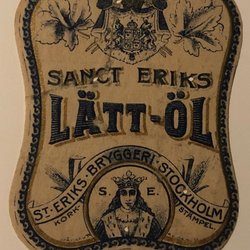 SANCT ERIKS
LÄTT-ÖL
ST. ERIKS BRYGGERI STOCKHOLM
S. E.
KORK STÄMPEL